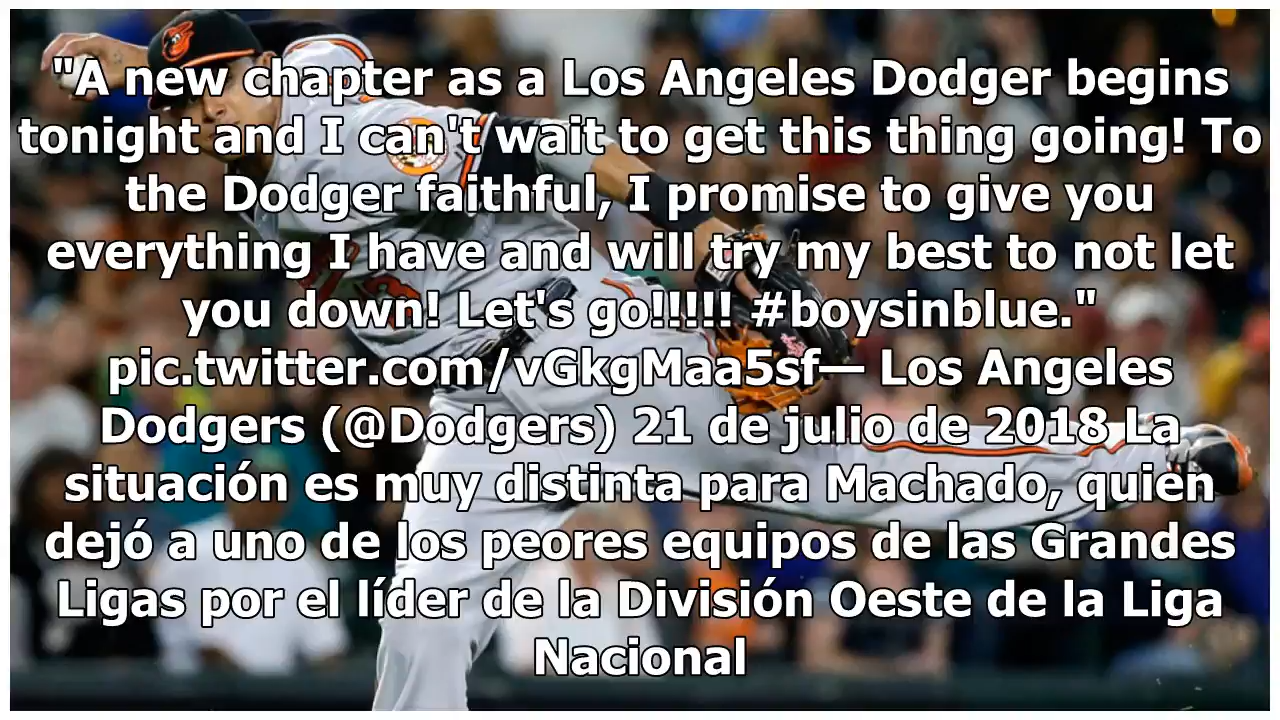 "A new chapter as a Los Angeles Dodger begins
tonight and I can't wait to get this thing going! To
the Dodger faithful, I promise to give you
everything I have and will try my best to not let
you down! Let's go!!!!! #boysinblue."
pic.twitter.com/vGkgMaa5sf— Los Angeles
Dodgers (@Dodgers) 21 de julio de 2018 La
situación es muy distinta para Machado, quien
dejó a uno de los peores equipos de las Grandes
Ligas por el líder de la División Oeste de la Liga
Nacional